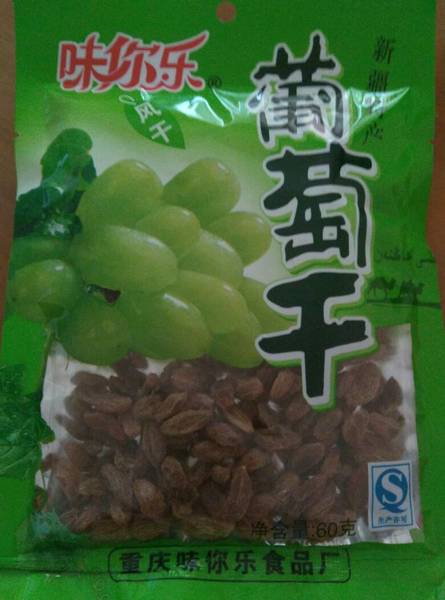 味你乐®
风干
葡萄干
新疆特产
净含量:60克
QS
生产许可
重庆味你乐食品厂